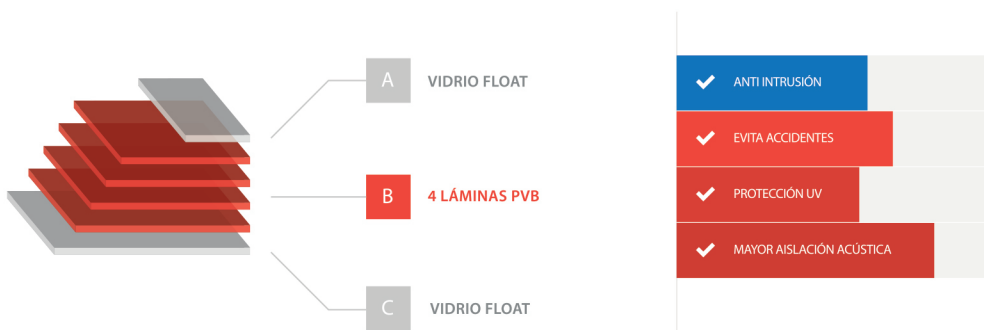 A
VIDRIO FLOAT
B
4 LÁMINAS PVB
C
VIDRIO FLOAT
ANTI INTRUSIÓN
EVITA ACCIDENTES
PROTECCIÓN UV
MAYOR AISLACIÓN ACÚSTICA